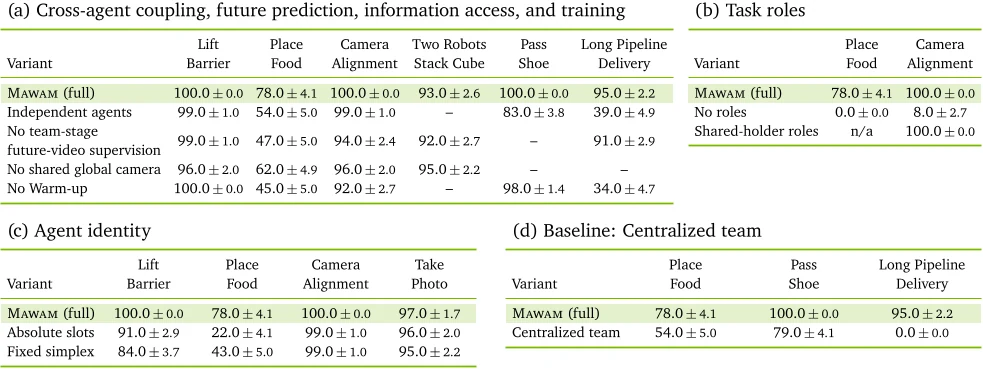 (a) Cross-agent coupling, future prediction, information access, and training
Lift Place Camera Two Robots Pass Long Pipeline
Variant Barrier Food Alignment Stack Cube Shoe Delivery
MAWAM (full) 100.0 ± 0.0 78.0 ± 4.1 100.0 ± 0.0 93.0 ± 2.6 100.0 ± 0.0 95.0 ± 2.2
Independent agents 99.0 ± 1.0 54.0 ± 5.0 99.0 ± 1.0 – 83.0 ± 3.8 39.0 ± 4.9
No team-stage
future-video supervision 99.0 ± 1.0 47.0 ± 5.0 94.0 ± 2.4 92.0 ± 2.7 – 91.0 ± 2.9
No shared global camera 96.0 ± 2.0 62.0 ± 4.9 96.0 ± 2.0 95.0 ± 2.2 – –
No Warm-up 100.0 ± 0.0 45.0 ± 5.0 92.0 ± 2.7 – 98.0 ± 1.4 34.0 ± 4.7
(b) Task roles
Place Camera
Variant Food Alignment
MAWAM (full) 78.0 ± 4.1 100.0 ± 0.0
No roles 0.0 ± 0.0 8.0 ± 2.7
Shared-holder roles n/a 100.0 ± 0.0
(c) Agent identity
Lift Place Camera Take
Variant Barrier Food Alignment Photo
MAWAM (full) 100.0 ± 0.0 78.0 ± 4.1 100.0 ± 0.0 97.0 ± 1.7
Absolute slots 91.0 ± 2.9 22.0 ± 4.1 99.0 ± 1.0 96.0 ± 2.0
Fixed simplex 84.0 ± 3.7 43.0 ± 5.0 99.0 ± 1.0 95.0 ± 2.2
(d) Baseline: Centralized team
Place Pass Long Pipeline
Variant Food Shoe Delivery
MAWAM (full) 78.0 ± 4.1 100.0 ± 0.0 95.0 ± 2.2
Centralized team 54.0 ± 5.0 79.0 ± 4.1 0.0 ± 0.0